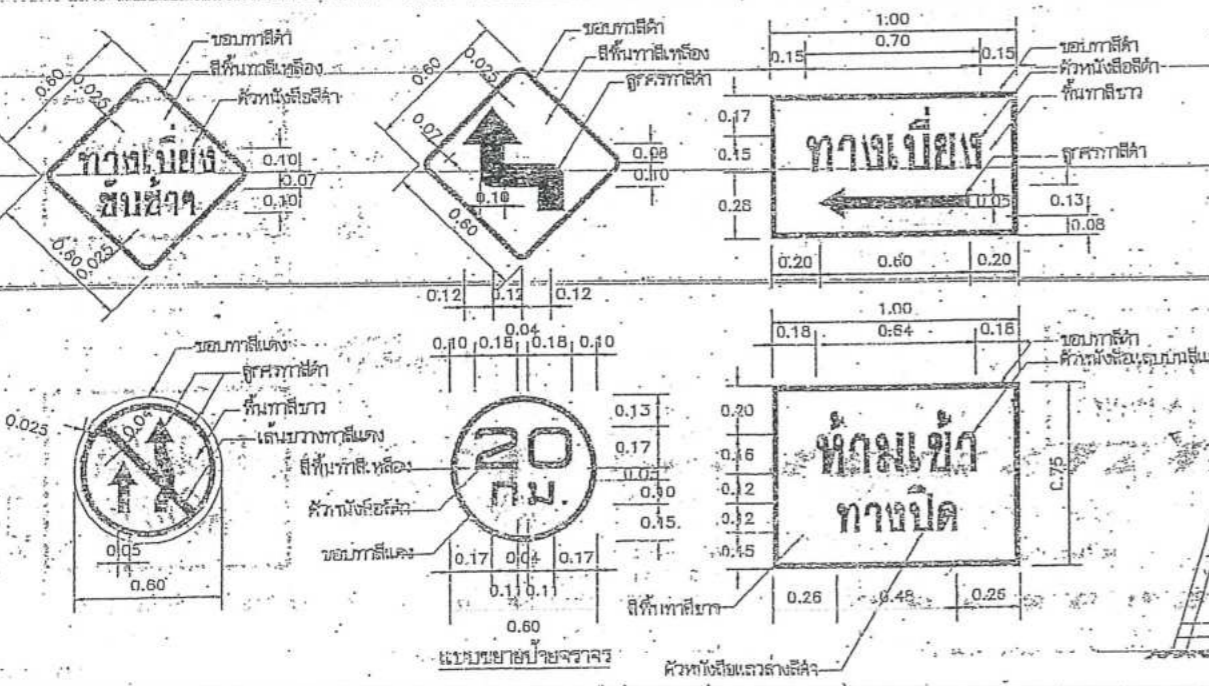 ขอบทาสีดำ
สีพื้นทาสีเหลือง
ตัวหนังสือสีดำ
0.60
0.025
ทางเบี่ยง
ขับช้าๆ
0.10
0.07
0.10
0.60
0.025
ขอบทาสีดำ
สีพื้นทาสีเหลือง
ลูกศรทาสีดำ
0.60
0.025
0.07
0.08
0.10
0.10
0.60
0.12 0.12 0.12
1.00
0.15 0.70 0.15
ขอบทาสีดำ
ตัวหนังสือสีดำ
พื้นทาสีขาว
ลูกศรทาสีดำ
0.17
0.15
0.28
ทางเบี่ยง
0.05
0.13
0.08
0.20 0.60 0.20
ขอบทาสีแดง
ลูกศรทาสีดำ
พื้นทาสีขาว
เส้นขวางทาสีแดง
0.025
0.05
0.60
0.04
0.10 0.18 0.18 0.10
20
กม.
สีพื้นทาสีเหลือง
ตัวหนังสือสีดำ
ขอบทาสีแดง
0.13
0.17
0.05
0.10
0.15
0.17 0.04 0.17
0.11 0.11
0.60
1.00
0.18 0.64 0.18
ขอบทาสีดำ
0.20
0.16
0.12
0.12
0.15
ห้ามเข้า
ทางปิด
0.75
สีพื้นทาสีขาว
0.26 0.48 0.26
ตัวหนังสือแถวล่างสีดำ
แบบขยายป้ายจราจร